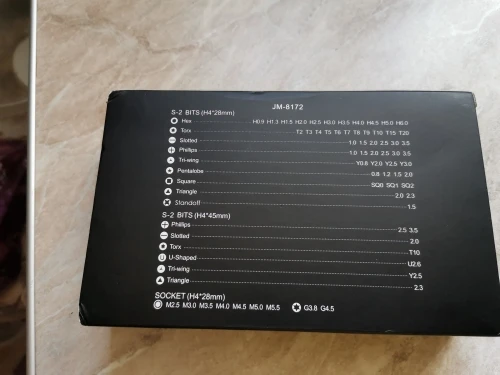 JM-8172
S-2 BITS (H4*28mm)
Hex H0.9 H1.3 H1.5 H2.0 H2.5 H3.0 H3.5 H4.0 H4.5 H5.0 H6.0
Torx T2 T3 T4 T5 T6 T7 T8 T9 T10 T15 T20
Slotted 1.0 1.5 2.0 2.5 3.0 3.5
Phillips 1.0 1.5 2.0 2.5 3.0 3.5
Tri-wing Y0.8 Y2.0 Y2.5 Y3.0
Pentalobe 0.8 1.2 1.5 2.0
Square SQ0 SQ1 SQ2
Triangle 2.0 2.3
Standoff 1.5
S-2 BITS (H4*45mm)
Phillips 2.5 3.5
Slotted 2.0
Torx T10
U-Shaped U2.6
Tri-wing Y2.5
Triangle 2.3
SOCKET (H4*28mm)
M2.5 M3.0 M3.5 M4.0 M4.5 M5.0 M5.5 G3.8 G4.5